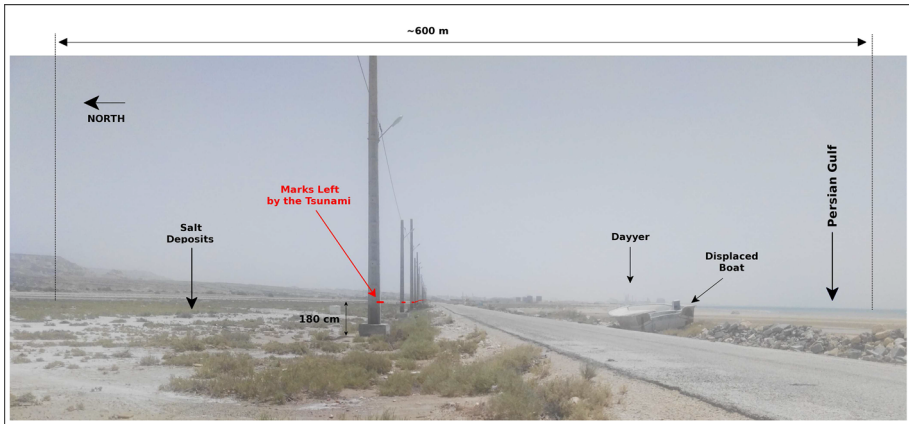 ~600 m
NORTH
Marks Left
by the Tsunami
Salt
Deposits
180 cm
Dayyer
Displaced
Boat
Persian Gulf